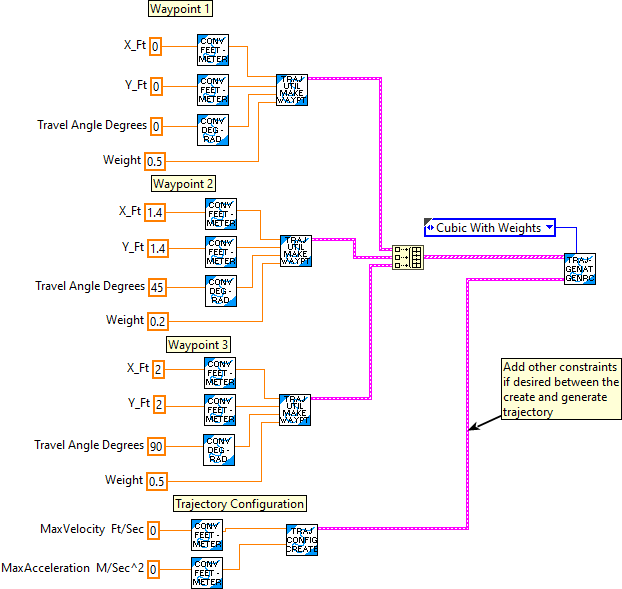 Waypoint 1
X_Ft 0
CONV
FEET -
METER
Y_Ft 0
CONV
FEET -
METER
TRAJ
UTIL
MAKE
WAYPT
Travel Angle Degrees 0
CONV
DEG -
RAD
Weight 0.5
Waypoint 2
X_Ft 1.4
CONV
FEET -
METER
Y_Ft 1.4
CONV
FEET -
METER
TRAJ
UTIL
MAKE
WAYPT
Travel Angle Degrees 45
CONV
DEG -
RAD
Weight 0.2
Cubic With Weights
TRAJ
GENAT
GENRC
Waypoint 3
X_Ft 2
CONV
FEET -
METER
Y_Ft 2
CONV
FEET -
METER
TRAJ
UTIL
MAKE
WAYPT
Travel Angle Degrees 90
CONV
DEG -
RAD
Weight 0.5
Add other constraints
if desired between the
create and generate
trajectory
Trajectory Configuration
MaxVelocity Ft/Sec 0
CONV
FEET -
METER
TRAJ
CONFIG
CREATE
MaxAcceleration M/Sec^2 0
CONV
FEET -
METER